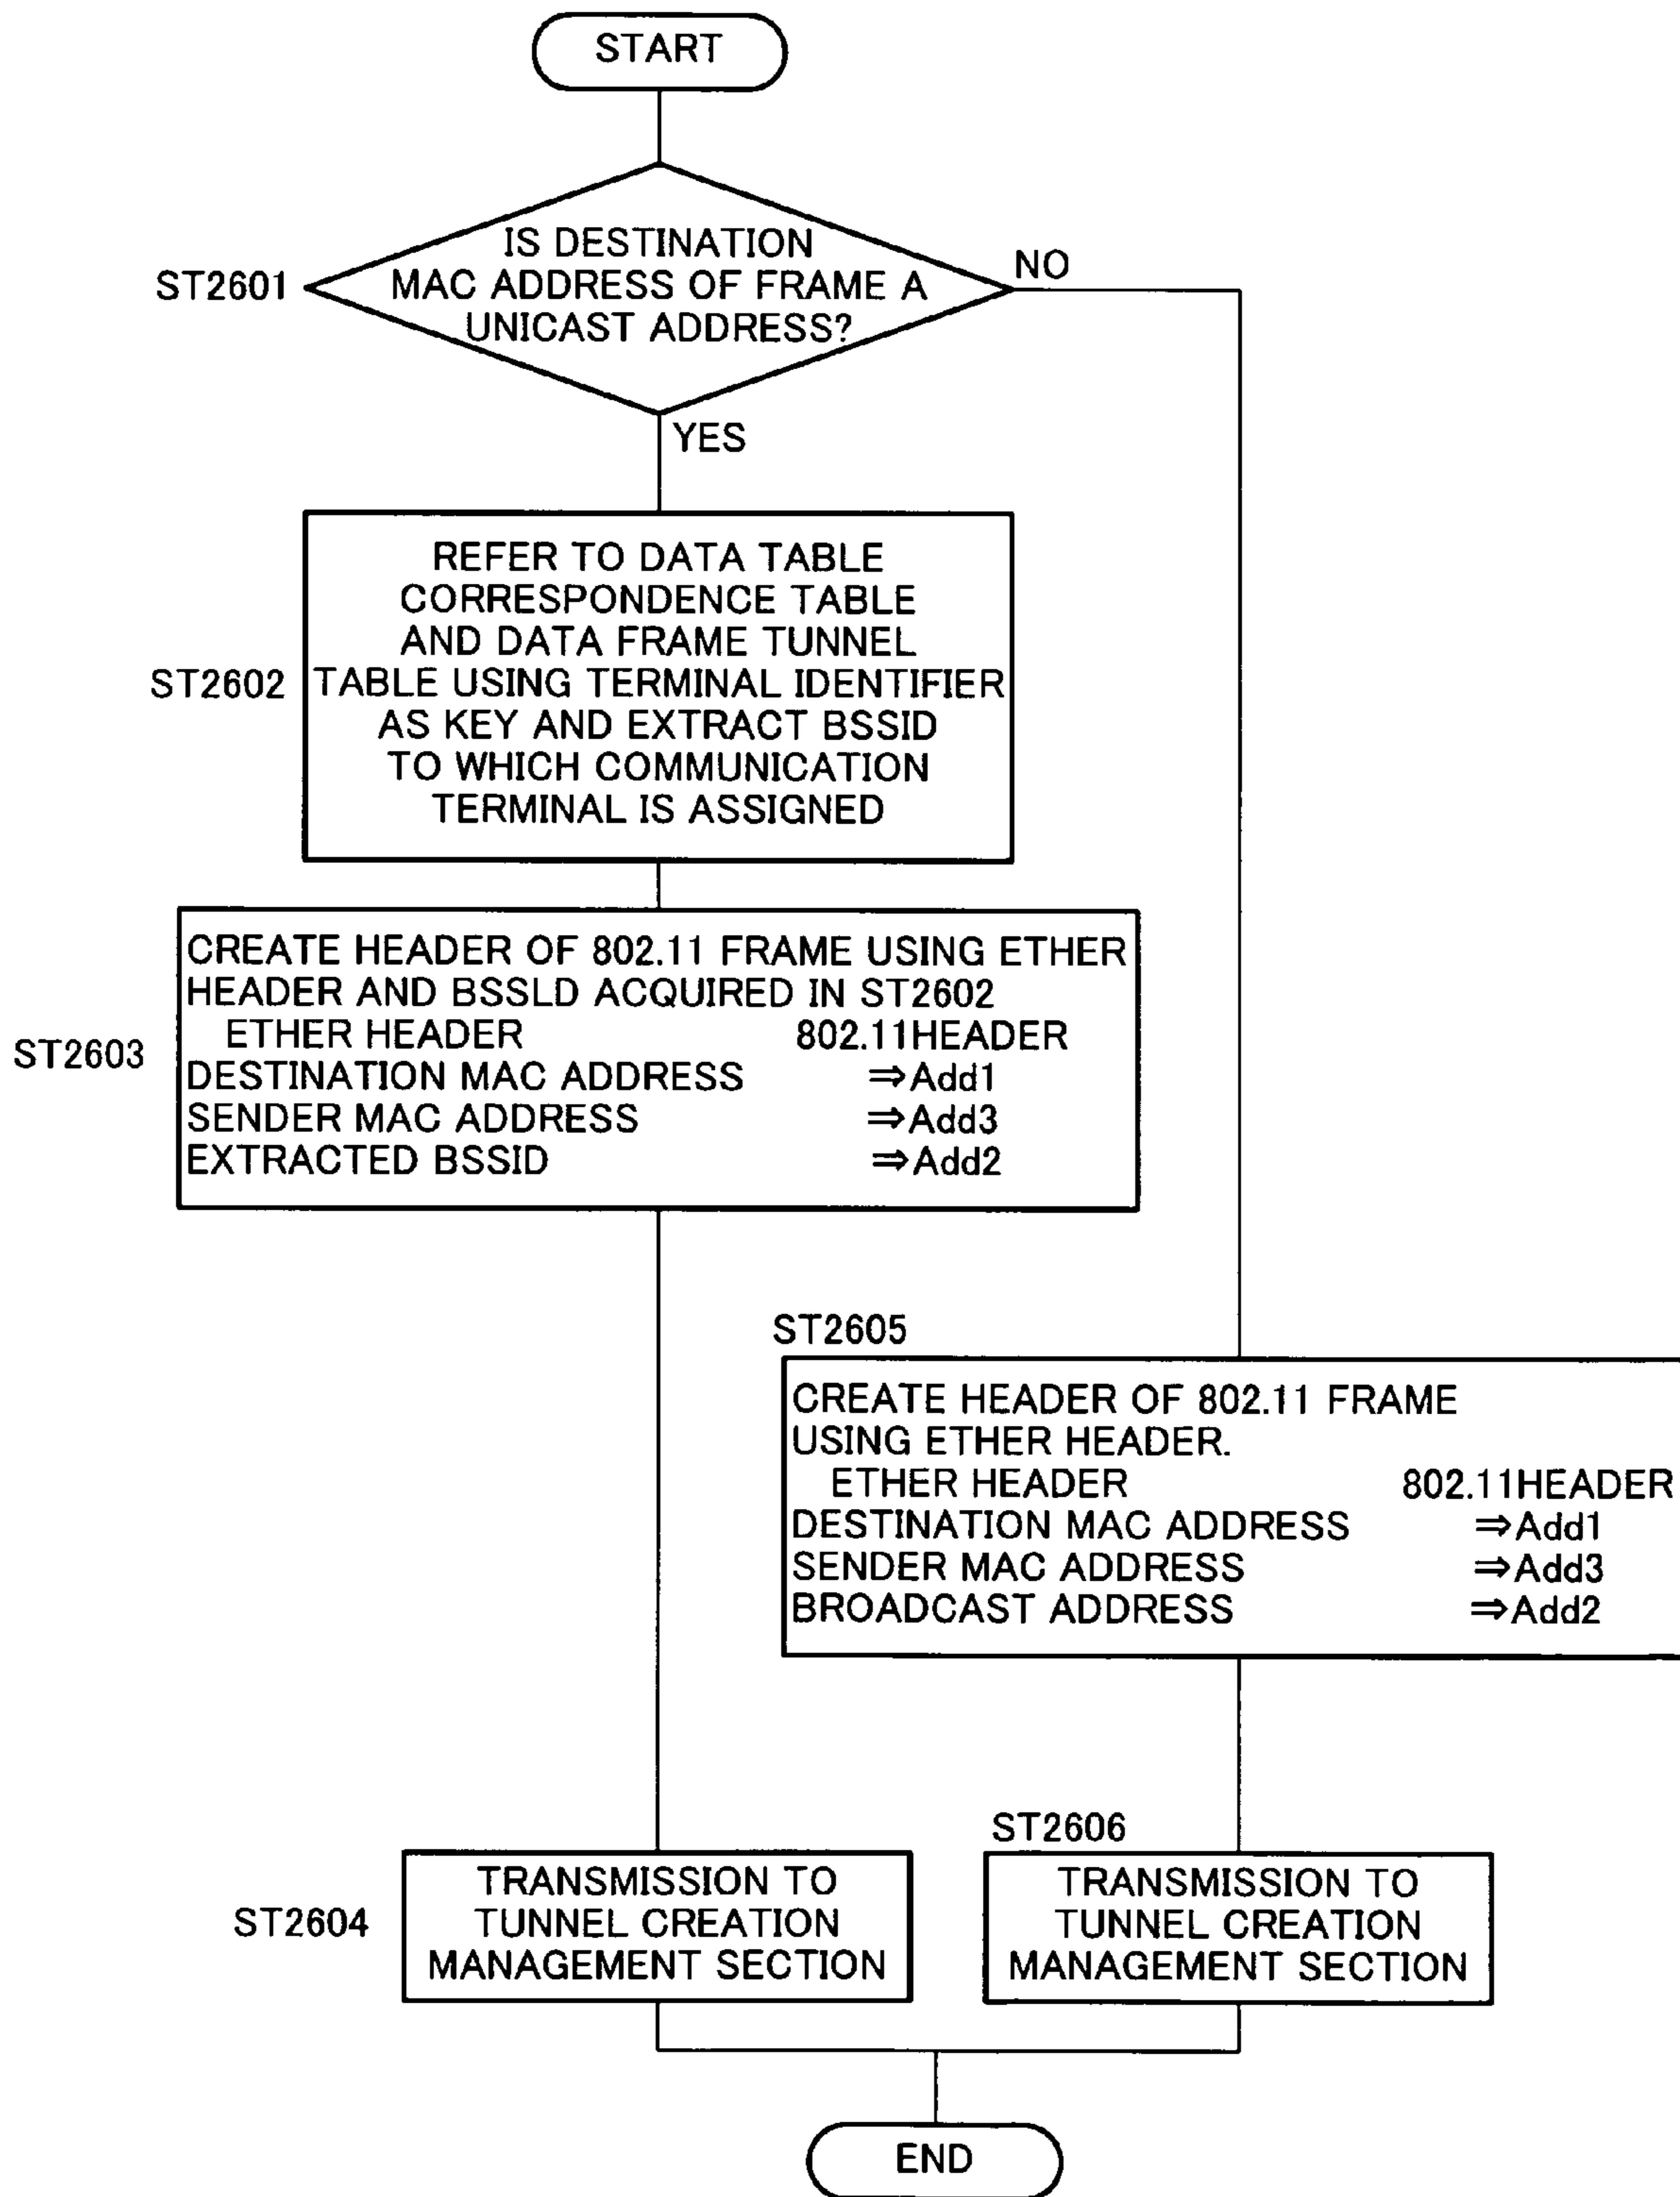 START
ST2601
IS DESTINATION
MAC ADDRESS OF FRAME A
UNICAST ADDRESS?
NO
YES
ST2602
REFER TO DATA TABLE
CORRESPONDENCE TABLE
AND DATA FRAME TUNNEL
TABLE USING TERMINAL IDENTIFIER
AS KEY AND EXTRACT BSSID
TO WHICH COMMUNICATION
TERMINAL IS ASSIGNED
ST2603
CREATE HEADER OF 802.11 FRAME USING ETHER
HEADER AND BSSLD ACQUIRED IN ST2602
ETHER HEADER 802.11HEADER
DESTINATION MAC ADDRESS ⇒Add1
SENDER MAC ADDRESS ⇒Add3
EXTRACTED BSSID ⇒Add2
ST2605
CREATE HEADER OF 802.11 FRAME
USING ETHER HEADER.
ETHER HEADER 802.11HEADER
DESTINATION MAC ADDRESS ⇒Add1
SENDER MAC ADDRESS ⇒Add3
BROADCAST ADDRESS ⇒Add2
ST2604
TRANSMISSION TO
TUNNEL CREATION
MANAGEMENT SECTION
ST2606
TRANSMISSION TO
TUNNEL CREATION
MANAGEMENT SECTION
END